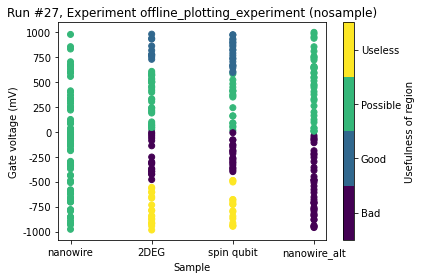 Run #27, Experiment offline_plotting_experiment (nosample)
1000
750
500
250
0
-250
-500
-750
-1000
Gate voltage (mV)
nanowire 2DEG spin qubit nanowire_alt
Sample
Useless
Possible
Good
Bad
Usefulness of region